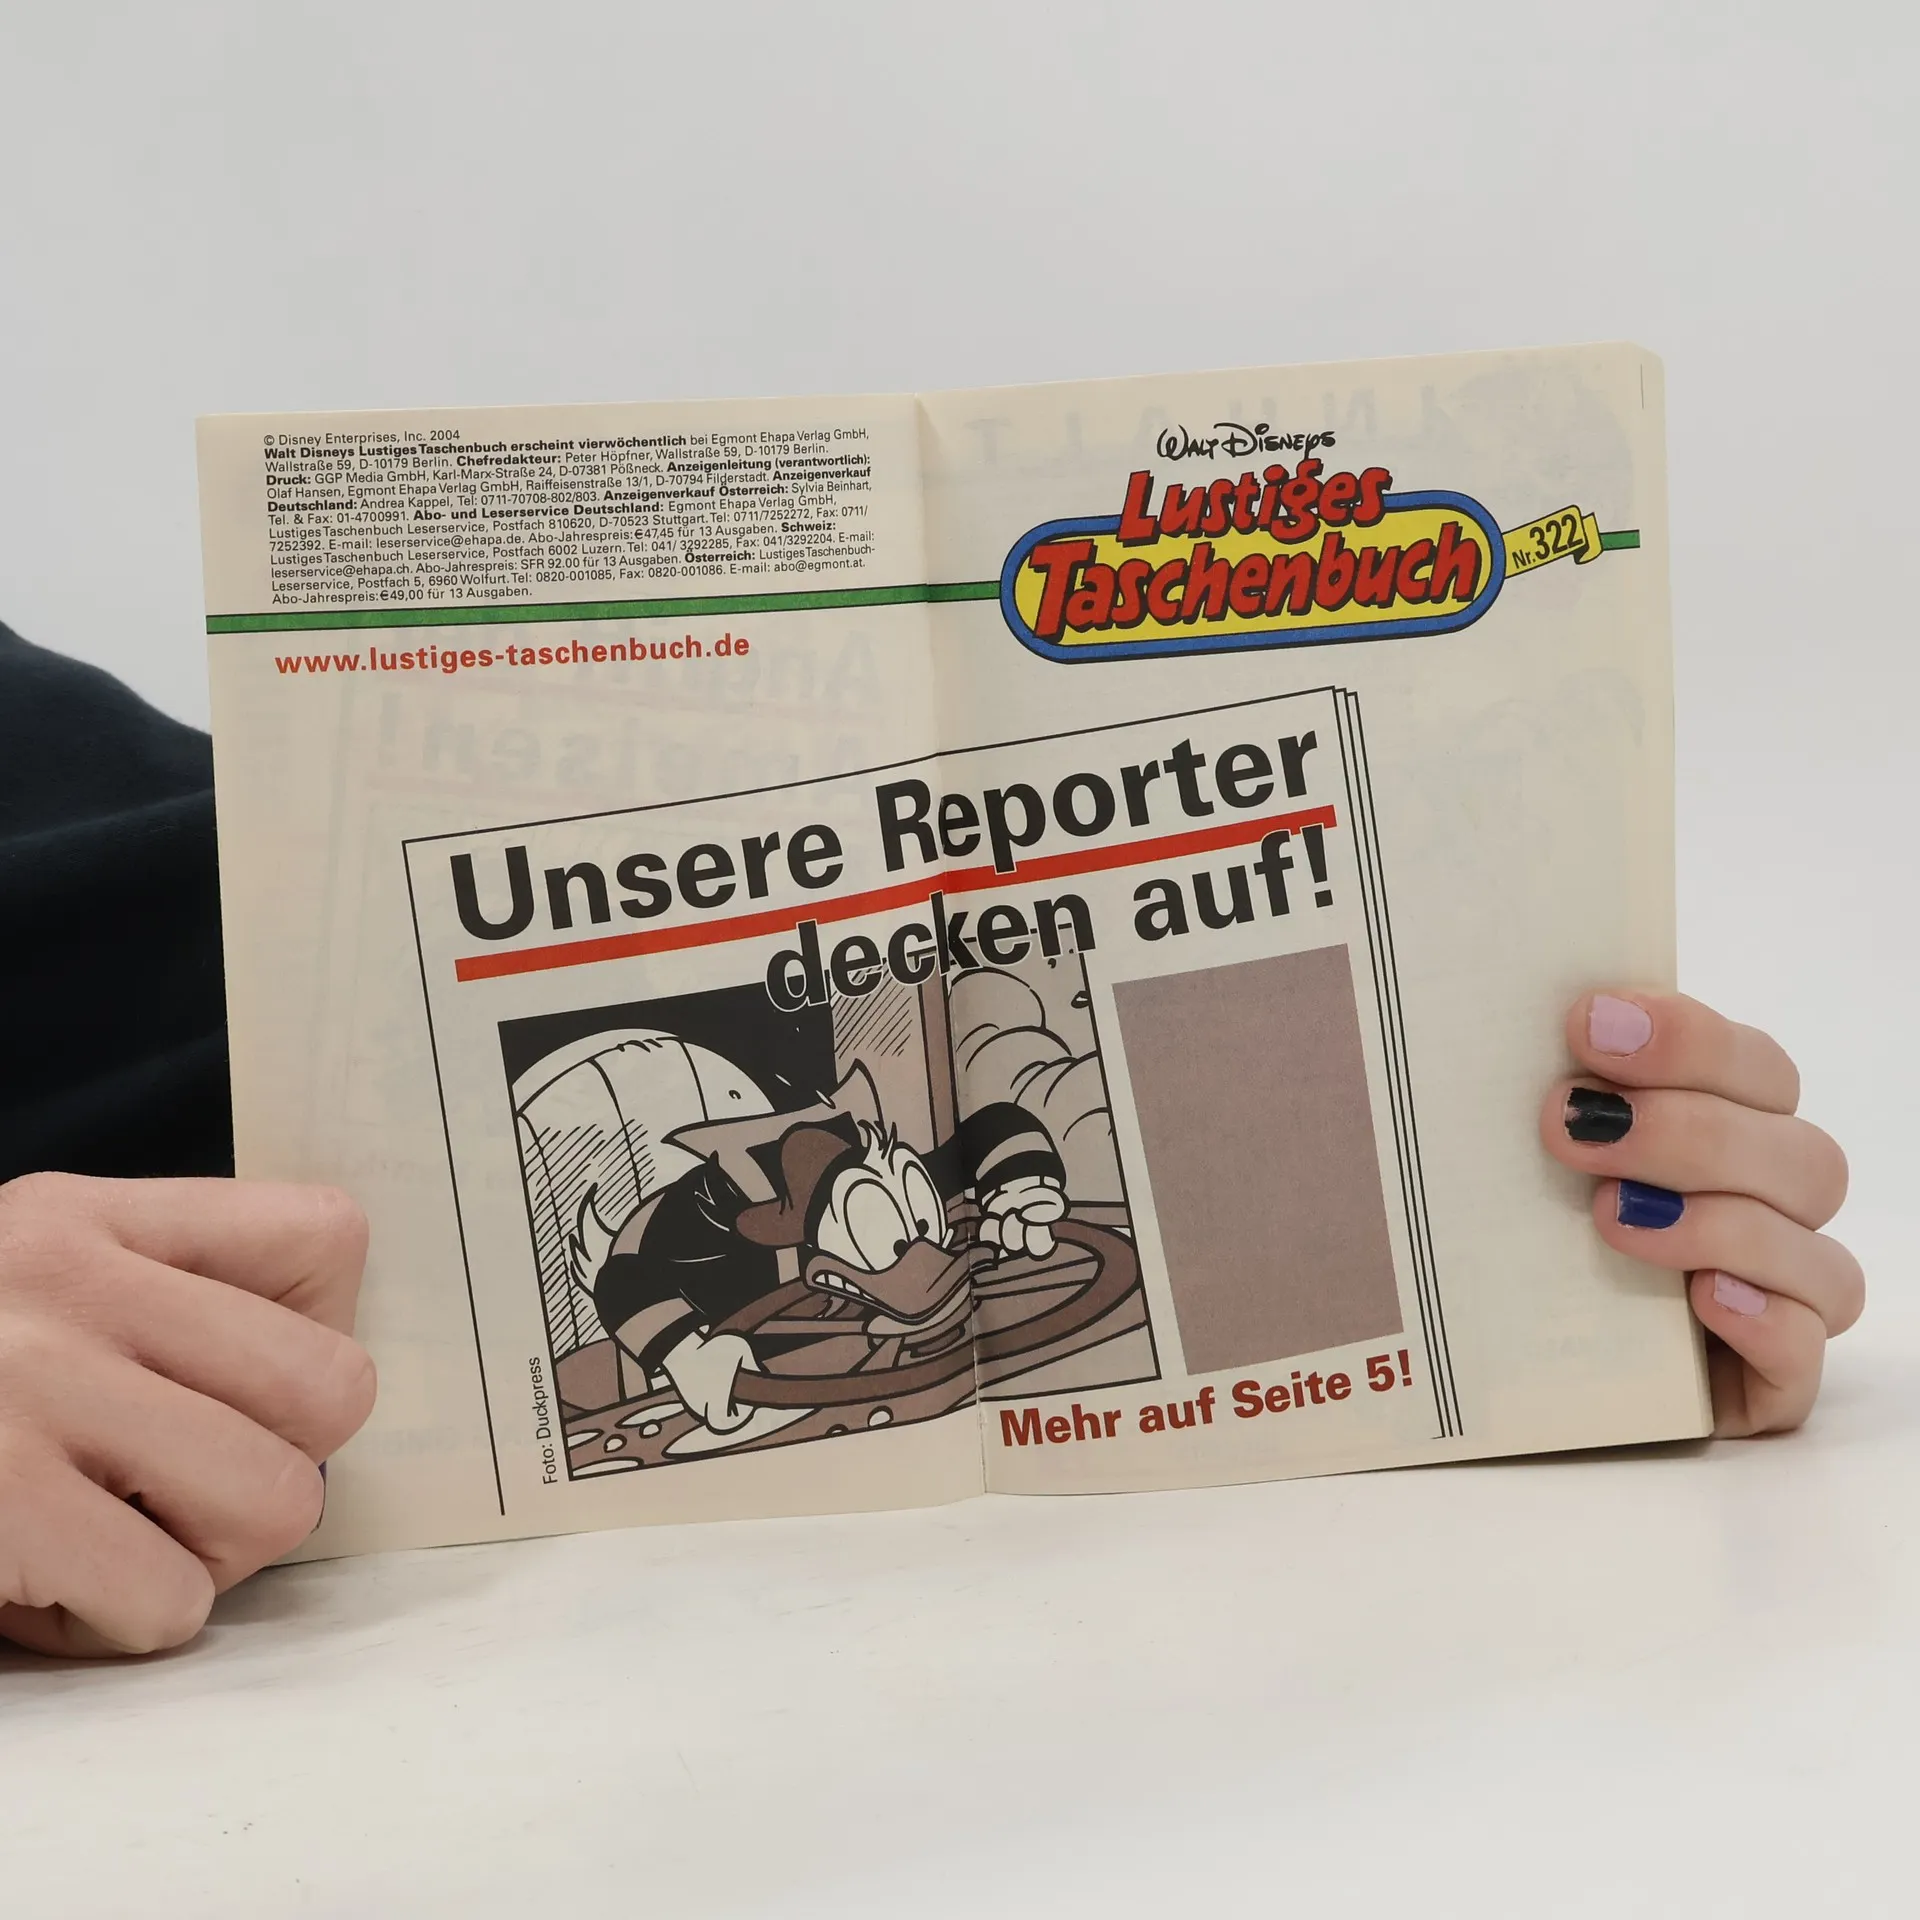 © Disney Enterprises, Inc. 2004
Walt Disneys Lustiges Taschenbuch erscheint vierwöchentlich bei Egmont Ehapa Verlag GmbH,
Wallstraße 59, D-10179 Berlin. Chefredakteur: Peter Höpfner, Wallstraße 59, D-10179 Berlin.
Druck: GGP Media GmbH, Karl-Marx-Straße 24, D-07381 Pößneck. Anzeigenleitung (verantwortlich):
Olaf Hansen, Egmont Ehapa Verlag GmbH, Raiffeisenstraße 13/1, D-70794 Filderstadt. Anzeigenverkauf
Deutschland: Andrea Kappel, Tel: 0711-70708-802/803. Anzeigenverkauf Österreich: Sylvia Beinhart,
Tel. & Fax: 01-4700991. Abo- und Leserservice Deutschland: Egmont Ehapa Verlag GmbH,
Lustiges Taschenbuch Leserservice, Postfach 810620, D-70523 Stuttgart. Tel: 0711/7252272, Fax: 0711/
7252392. E-mail: leserservice@ehapa.de. Abo-Jahrespreis: €47,45 für 13 Ausgaben. Schweiz:
Lustiges Taschenbuch Leserservice, Postfach 6002 Luzern. Tel: 041/ 3292285, Fax: 041/3292204. E-mail:
leserservice@ehapa.ch. Abo-Jahrespreis: SFR 92.00 für 13 Ausgaben. Österreich: Lustiges Taschenbuch-
Leserservice, Postfach 5, 6960 Wolfurt. Tel: 0820-001085, Fax: 0820-001086. E-mail: abo@egmont.at.
Abo-Jahrespreis: €49,00 für 13 Ausgaben.
www.lustiges-taschenbuch.de
Walt Disneys
Lustiges
Taschenbuch
Nr. 322
Unsere Reporter
decken auf!
Foto: Duckpress
Mehr auf Seite 5!